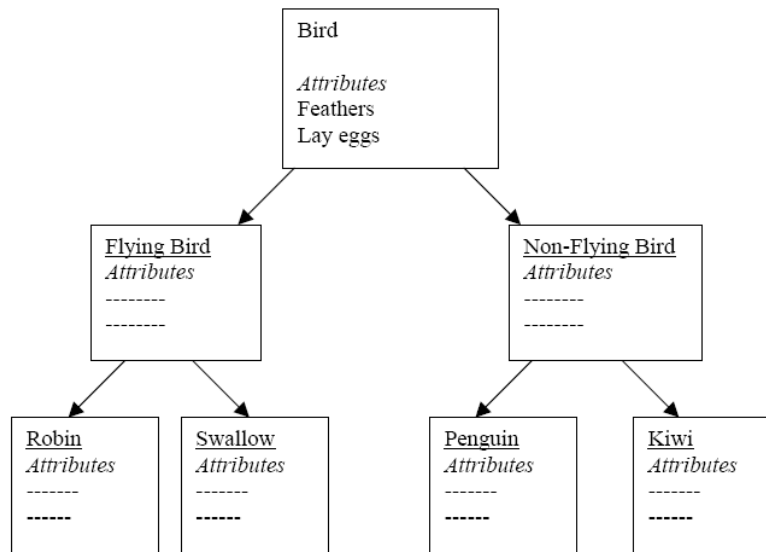 Bird
Attributes
Feathers
Lay eggs
Flying Bird
Attributes
--------
--------
Non-Flying Bird
Attributes
--------
--------
Robin
Attributes
-------
------
Swallow
Attributes
-------
------
Penguin
Attributes
-------
------
Kiwi
Attributes
-------
------